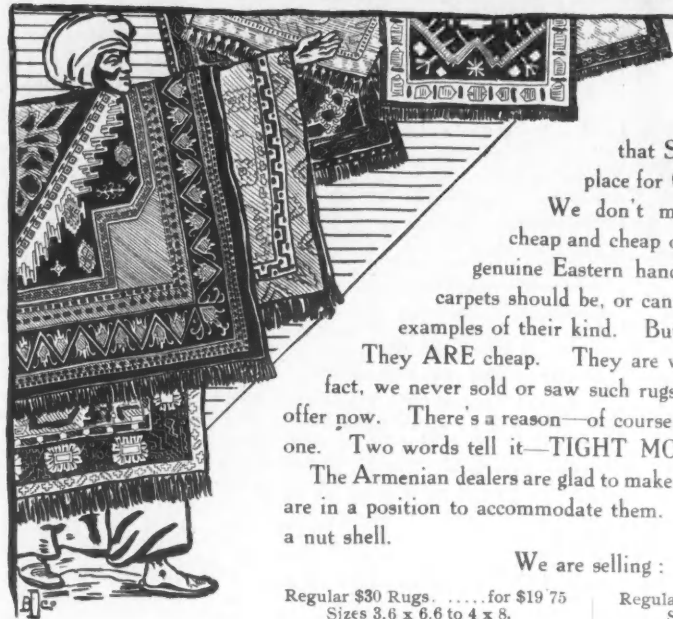 that S
place for
We don't m
cheap and cheap
genuine Eastern hand
carpets should be, or can
examples of their kind. Bu
They ARE cheap. They are
fact, we never sold or saw such rugs
offer now. There's a reason—of course
one. Two words tell it—TIGHT MO
The Armenian dealers are glad to make
are in a position to accommodate them.
a nut shell.
We are selling :
Regular $30 Rugs. .....for $19 75
Sizes 3.6 x 6.6 to 4 x 8.
Regula
S